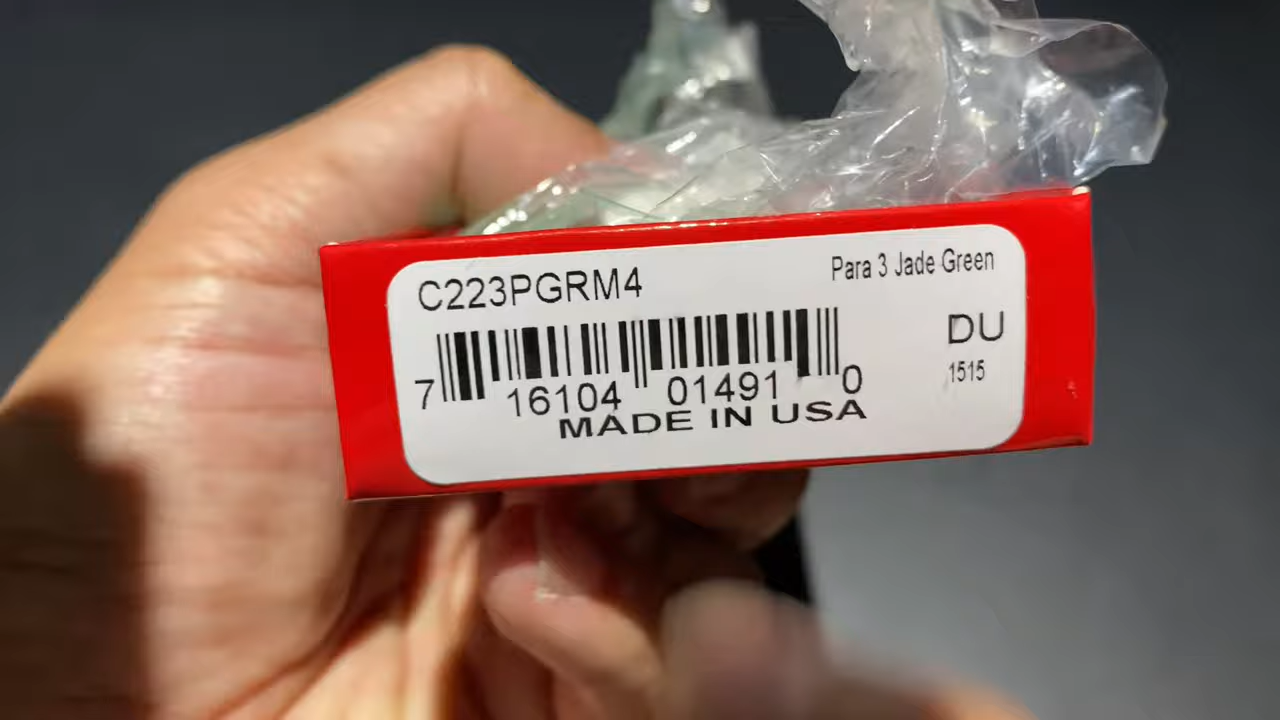 C223PGRM4
Para 3 Jade Green
DU
1515
7 16104 01491 0
MADE IN USA